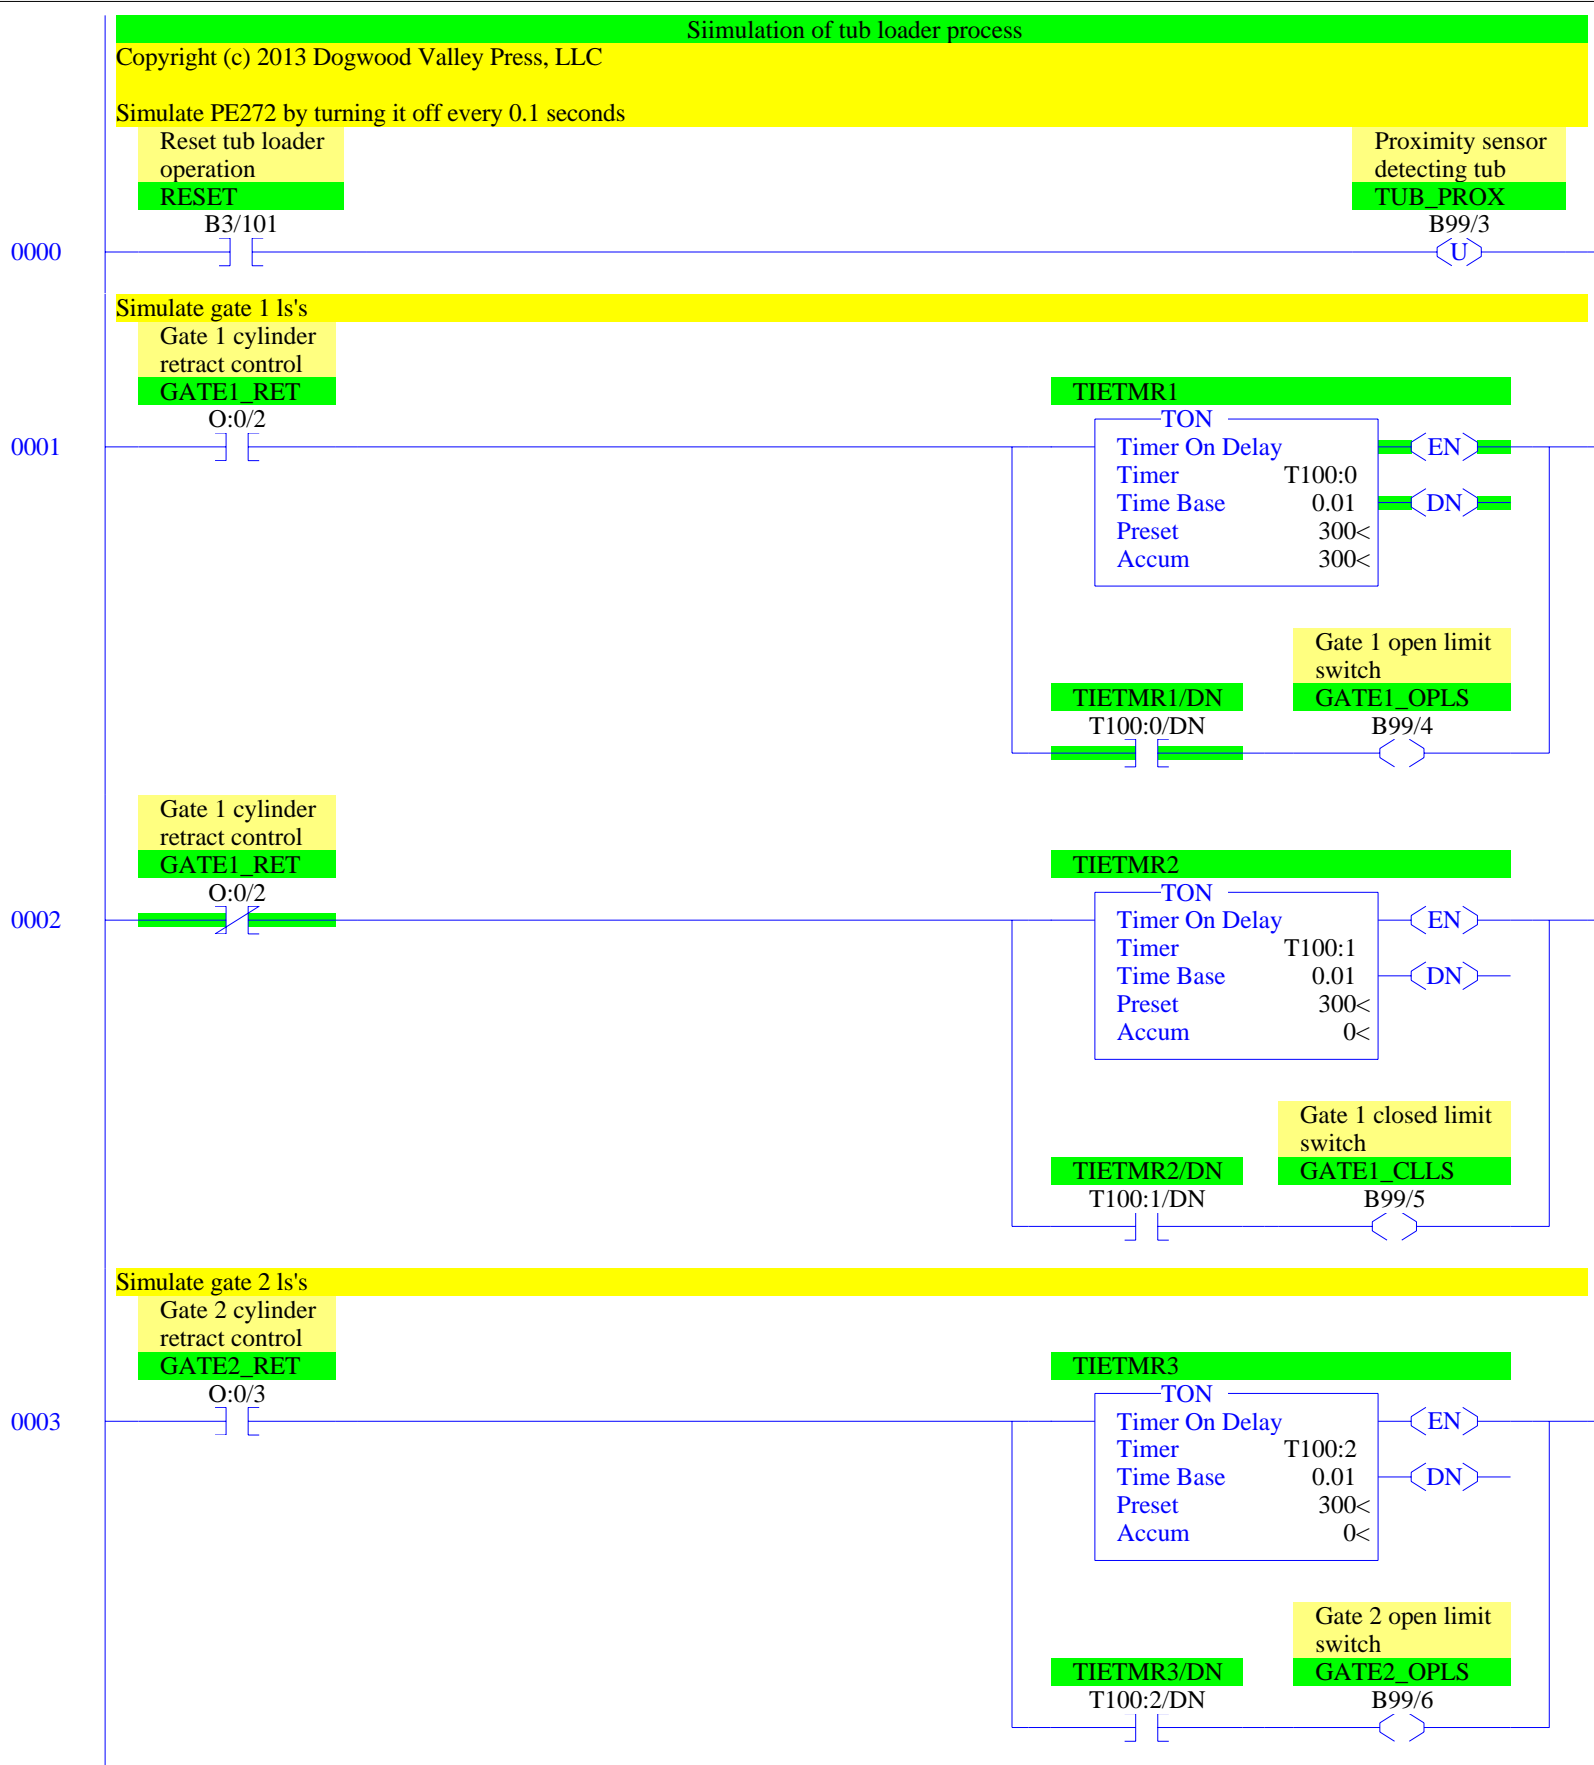 Siimulation of tub loader process
Copyright (c) 2013 Dogwood Valley Press, LLC
Simulate PE272 by turning it off every 0.1 seconds
Reset tub loader
operation
RESET
B3/101
Proximity sensor
detecting tub
TUB_PROX
B99/3
0000
U
Simulate gate 1 ls's
Gate 1 cylinder
retract control
GATE1_RET
O:0/2
0001
TIETMR1
TON
Timer On Delay
Timer T100:0
Time Base 0.01
Preset 300<
Accum 300<
EN
DN
TIETMR1/DN
T100:0/DN
Gate 1 open limit
switch
GATE1_OPLS
B99/4
Gate 1 cylinder
retract control
GATE1_RET
O:0/2
0002
TIETMR2
TON
Timer On Delay
Timer T100:1
Time Base 0.01
Preset 300<
Accum 0<
EN
DN
TIETMR2/DN
T100:1/DN
Gate 1 closed limit
switch
GATE1_CLLS
B99/5
Simulate gate 2 ls's
Gate 2 cylinder
retract control
GATE2_RET
O:0/3
0003
TIETMR3
TON
Timer On Delay
Timer T100:2
Time Base 0.01
Preset 300<
Accum 0<
EN
DN
TIETMR3/DN
T100:2/DN
Gate 2 open limit
switch
GATE2_OPLS
B99/6